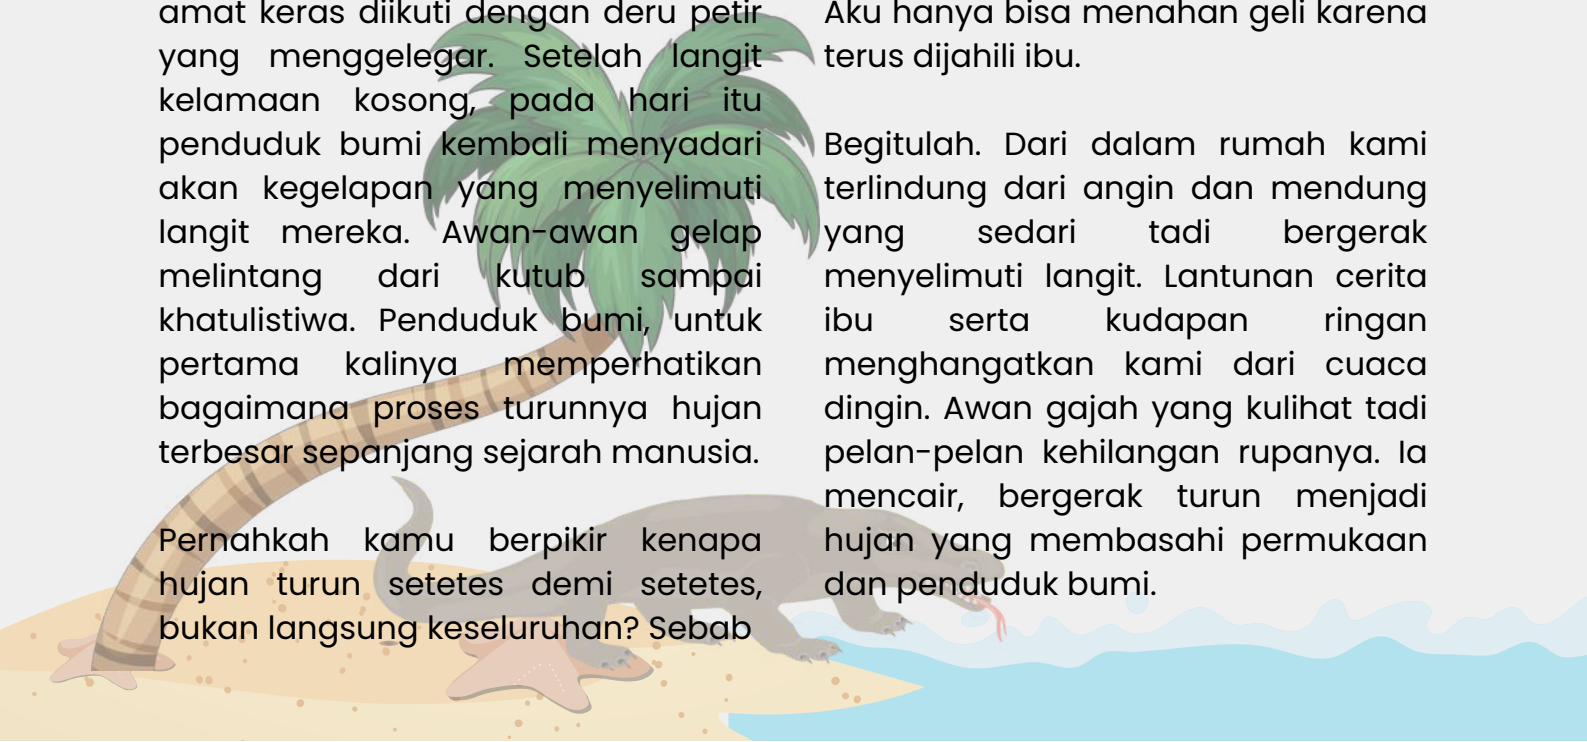 amat keras diikuti dengan deru petir
yang menggelegar. Setelah langit
kelamaan kosong, pada hari itu
penduduk bumi kembali menyadari
akan kegelapan yang menyelimuti
langit mereka. Awan-awan gelap
melintang dari kutub sampai
khatulistiwa. Penduduk bumi, untuk
pertama kalinya memperhatikan
bagaimana proses turunnya hujan
terbesar sepanjang sejarah manusia.
Pernahkah kamu berpikir kenapa
hujan turun setetes demi setetes,
bukan langsung keseluruhan? Sebab
Aku hanya bisa menahan geli karena
terus dijahili ibu.
Begitulah. Dari dalam rumah kami
terlindung dari angin dan mendung
yang sedari tadi bergerak
menyelimuti langit. Lantunan cerita
ibu serta kudapan ringan
menghangatkan kami dari cuaca
dingin. Awan gajah yang kulihat tadi
pelan-pelan kehilangan rupanya. Ia
mencair, bergerak turun menjadi
hujan yang membasahi permukaan
dan penduduk bumi.